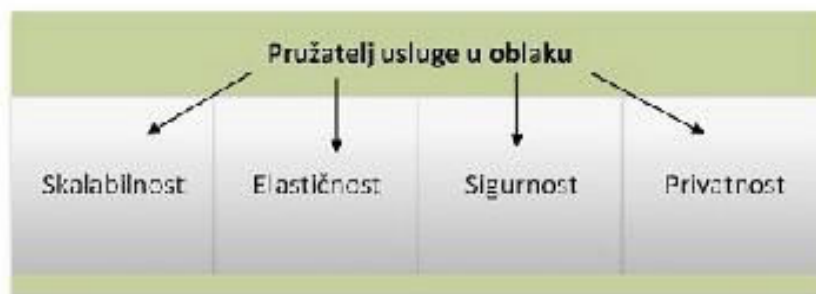 Pružatelj usluge u oblaku
Skalabilnost Elastičnost Sigurnost Privatnost